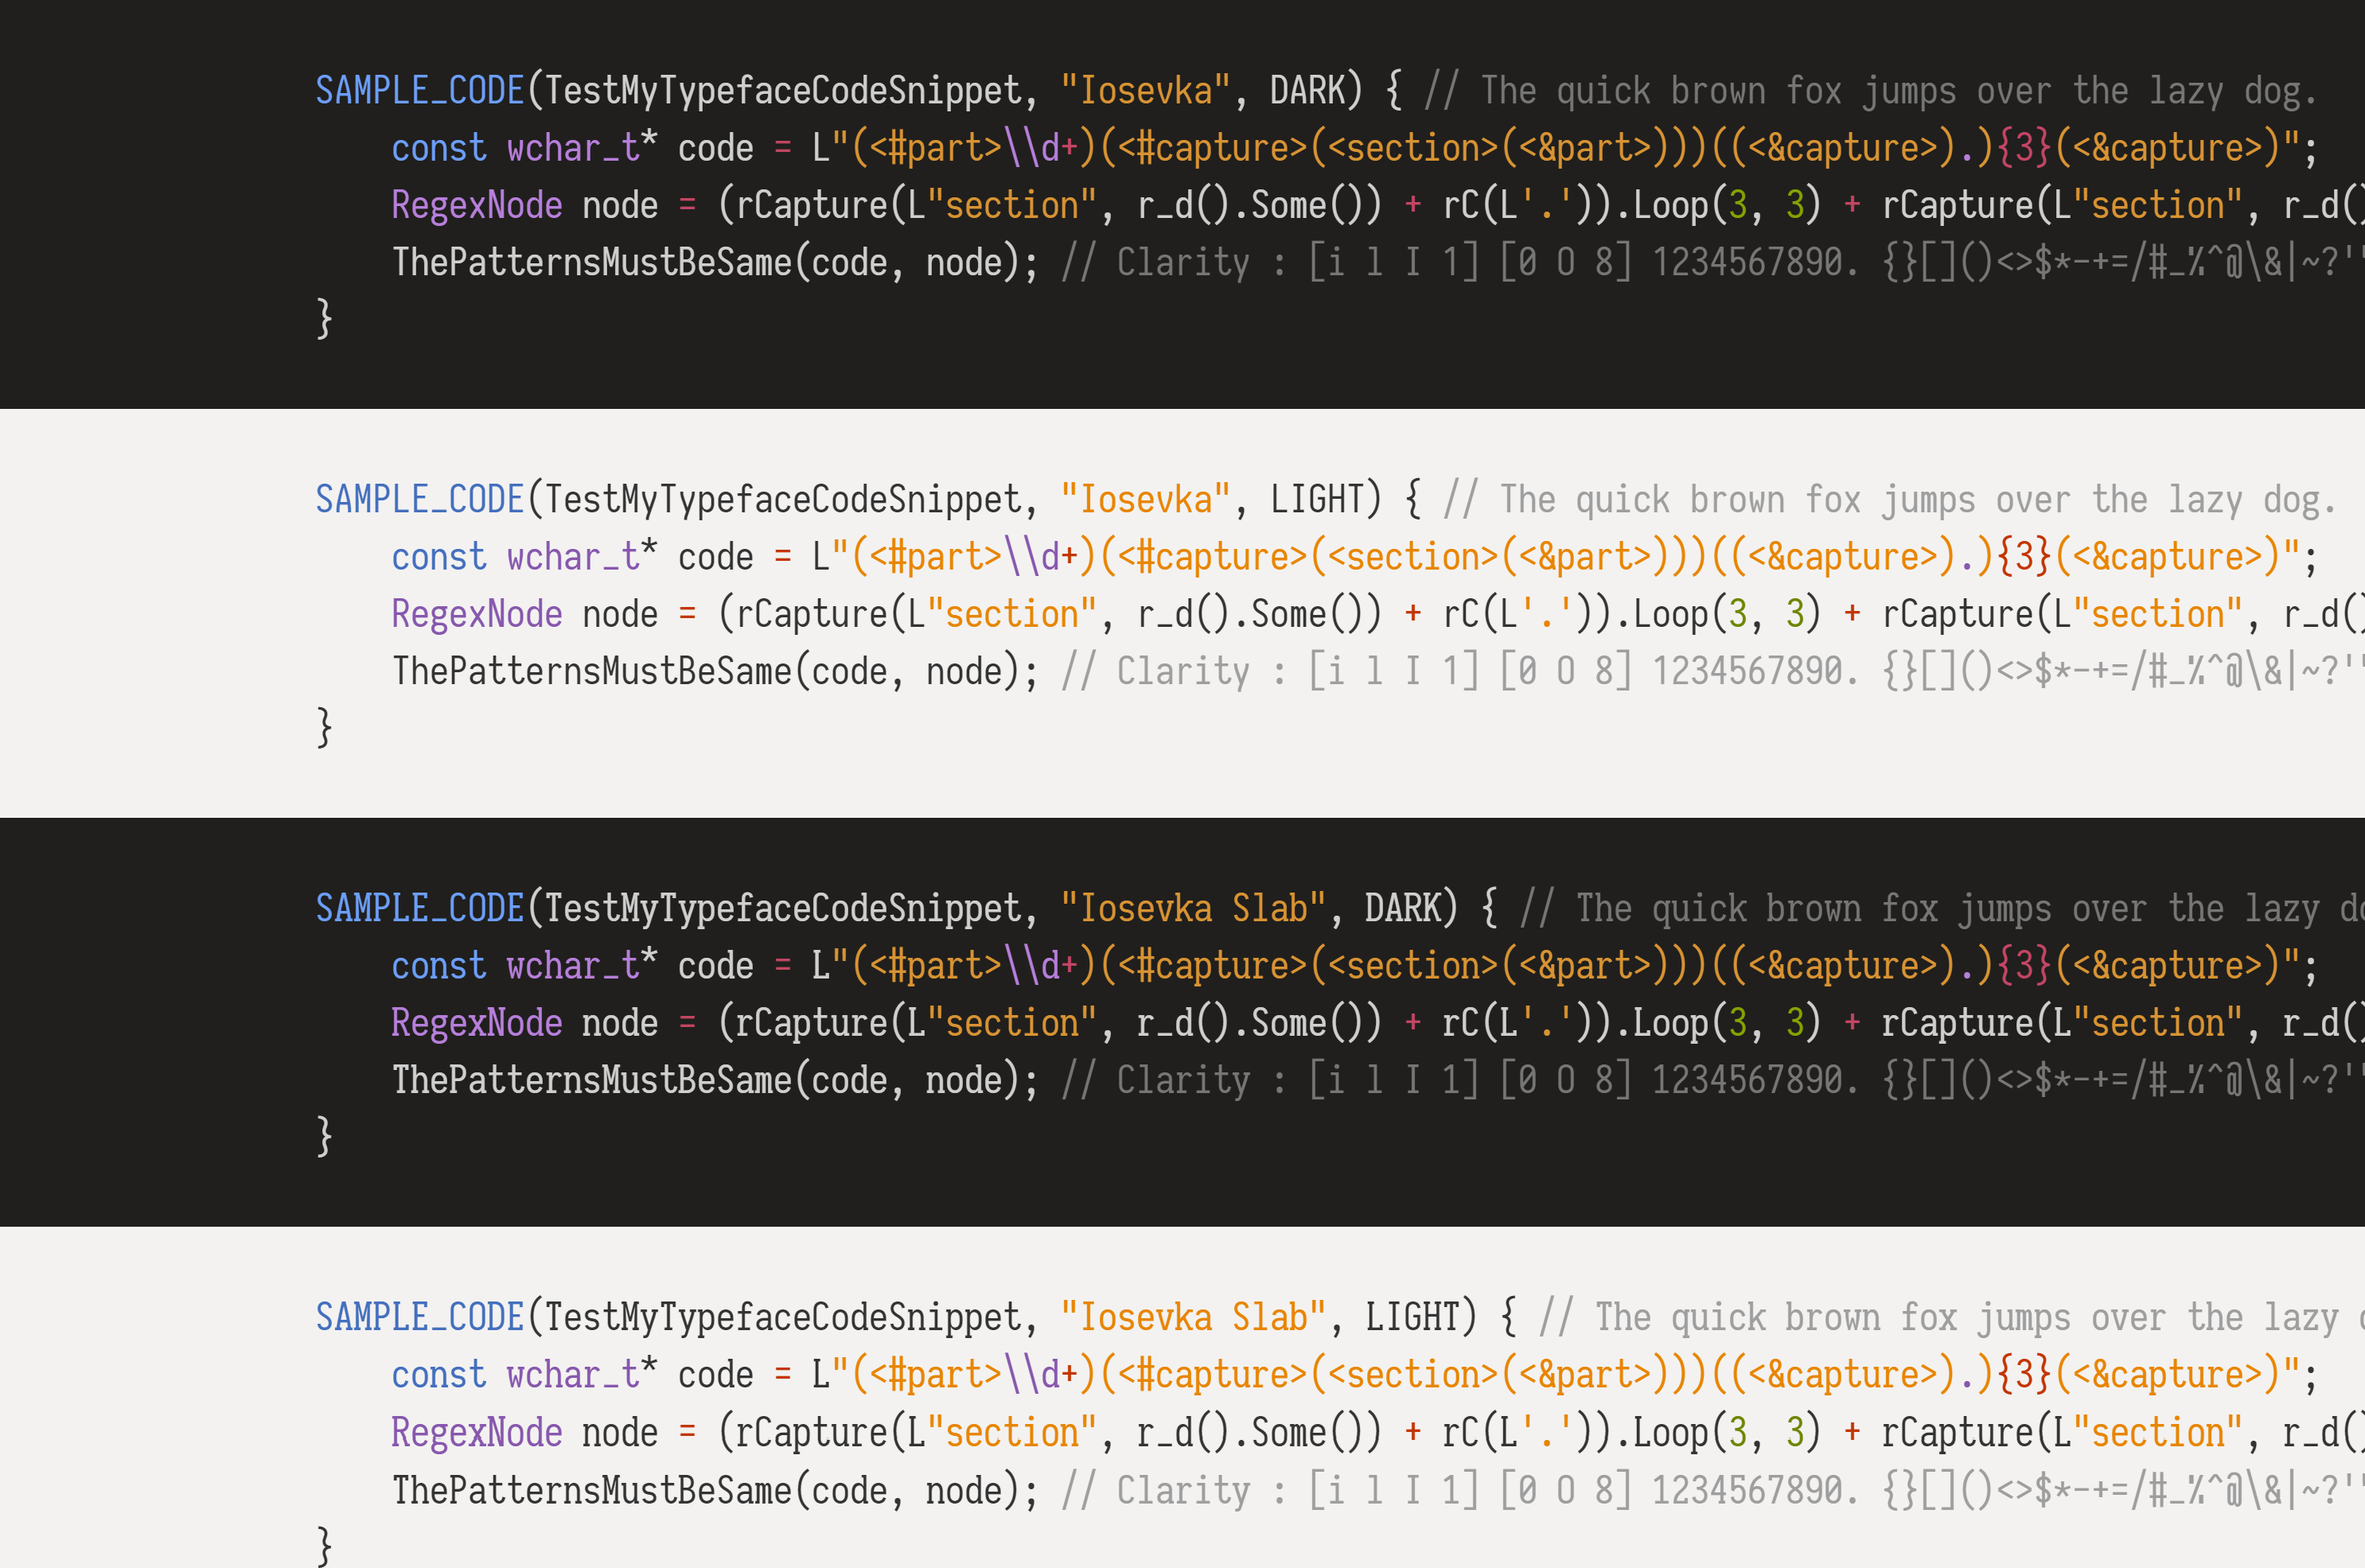 SAMPLE_CODE(TestMyTypefaceCodeSnippet, "Iosevka", DARK) { // The quick brown fox jumps over the lazy dog.
    const wchar_t* code = L"(<#part>\\d+)(<#capture>(<section>(<&part>)))((<&capture>).){3}(<&capture>)";
    RegexNode node = (rCapture(L"section", r_d().Some()) + rC(L'.')).Loop(3, 3) + rCapture(L"section", r_d()
    ThePatternsMustBeSame(code, node); // Clarity : [i l I 1] [0 O 8] 1234567890. {}[]()<>$*-+=/#_%^@\&|~?'"
}
SAMPLE_CODE(TestMyTypefaceCodeSnippet, "Iosevka", LIGHT) { // The quick brown fox jumps over the lazy dog.
    const wchar_t* code = L"(<#part>\\d+)(<#capture>(<section>(<&part>)))((<&capture>).){3}(<&capture>)";
    RegexNode node = (rCapture(L"section", r_d().Some()) + rC(L'.')).Loop(3, 3) + rCapture(L"section", r_d()
    ThePatternsMustBeSame(code, node); // Clarity : [i l I 1] [0 O 8] 1234567890. {}[]()<>$*-+=/#_%^@\&|~?'"
}
SAMPLE_CODE(TestMyTypefaceCodeSnippet, "Iosevka Slab", DARK) { // The quick brown fox jumps over the lazy
    const wchar_t* code = L"(<#part>\\d+)(<#capture>(<section>(<&part>)))((<&capture>).){3}(<&capture>)";
    RegexNode node = (rCapture(L"section", r_d().Some()) + rC(L'.')).Loop(3, 3) + rCapture(L"section", r_d()
    ThePatternsMustBeSame(code, node); // Clarity : [i l I 1] [0 O 8] 1234567890. {}[]()<>$*-+=/#_%^@\&|~?'"
}
SAMPLE_CODE(TestMyTypefaceCodeSnippet, "Iosevka Slab", LIGHT) { // The quick brown fox jumps over the lazy
    const wchar_t* code = L"(<#part>\\d+)(<#capture>(<section>(<&part>)))((<&capture>).){3}(<&capture>)";
    RegexNode node = (rCapture(L"section", r_d().Some()) + rC(L'.')).Loop(3, 3) + rCapture(L"section", r_d()
    ThePatternsMustBeSame(code, node); // Clarity : [i l I 1] [0 O 8] 1234567890. {}[]()<>$*-+=/#_%^@\&|~?'"
}